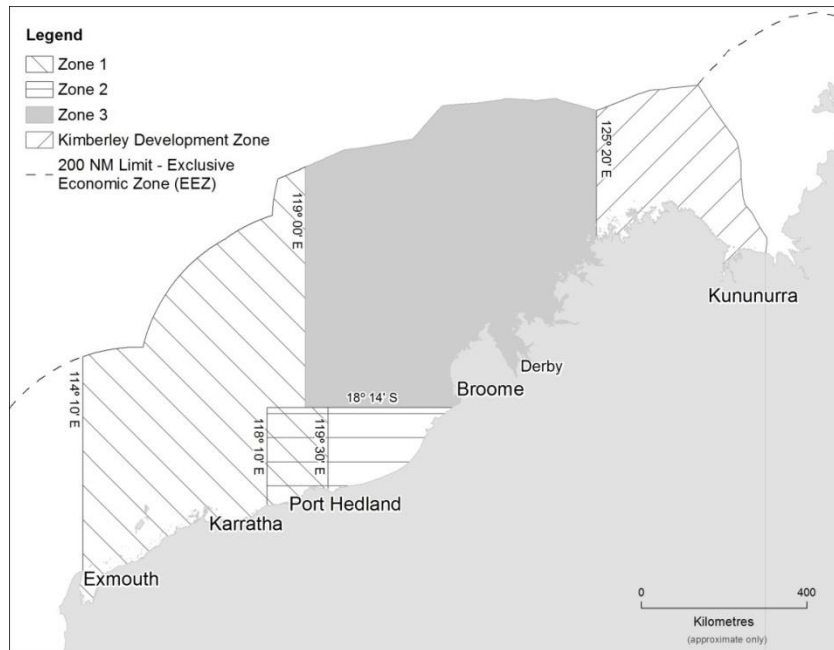 Legend
Zone 1
Zone 2
Zone 3
Kimberley Development Zone
200 NM Limit - Exclusive
Economic Zone (EEZ)
125° 20' E
119° 00' E
Kununurra
Derby
Broome
18° 14' S
114° 10' E
118° 10' E
119° 30' E
Port Hedland
Karratha
Exmouth
0 400
Kilometres
(approximate only)